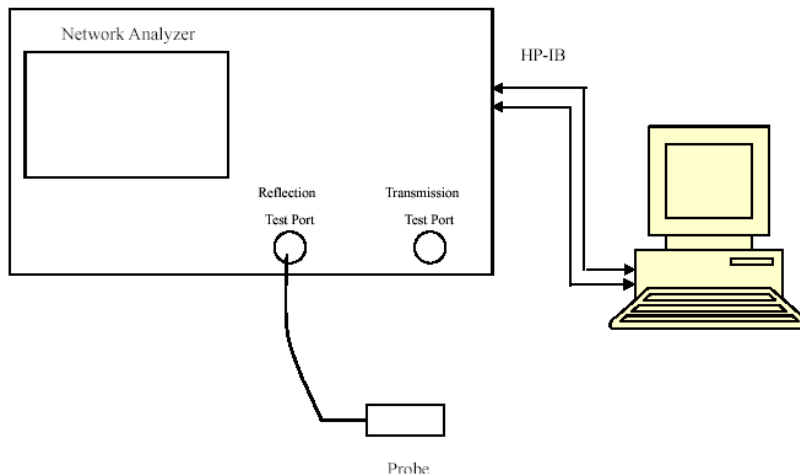 Network Analyzer
HP-IB
Reflection
Test Port
Transmission
Test Port
Probe